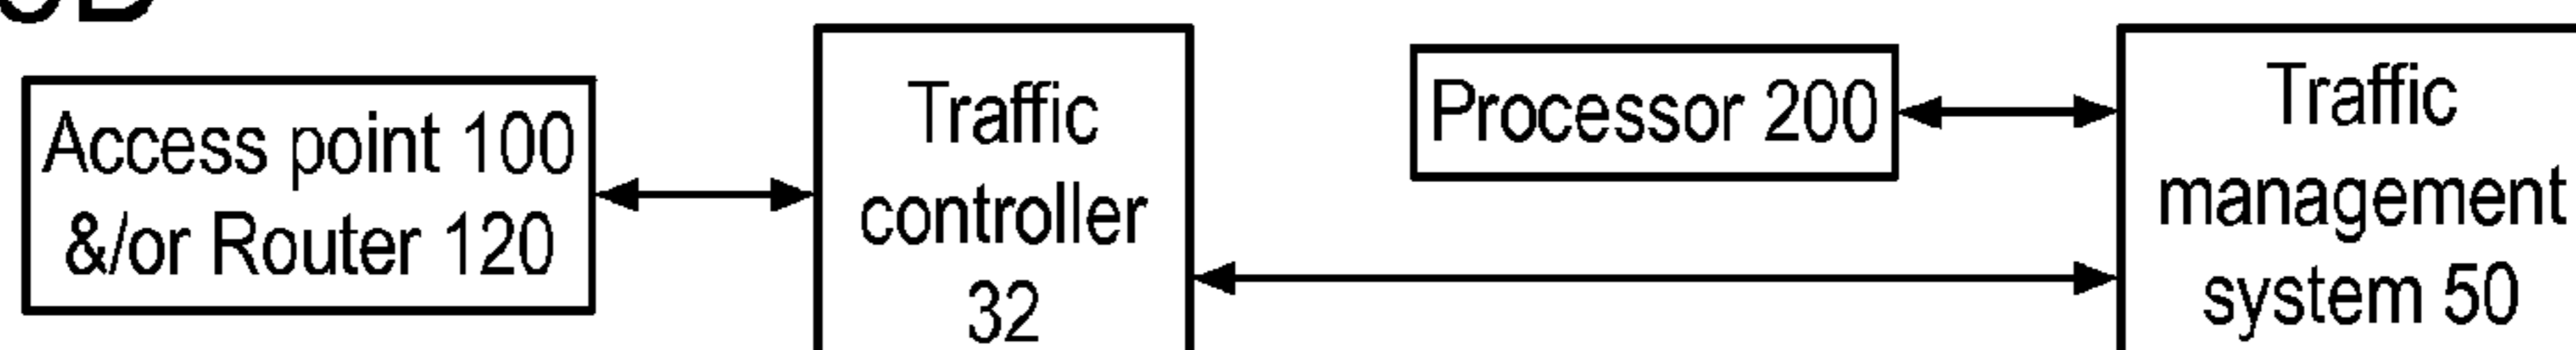 Access point 100
&/or Router 120
Traffic
controller
32
Processor 200
Traffic
management
system 50